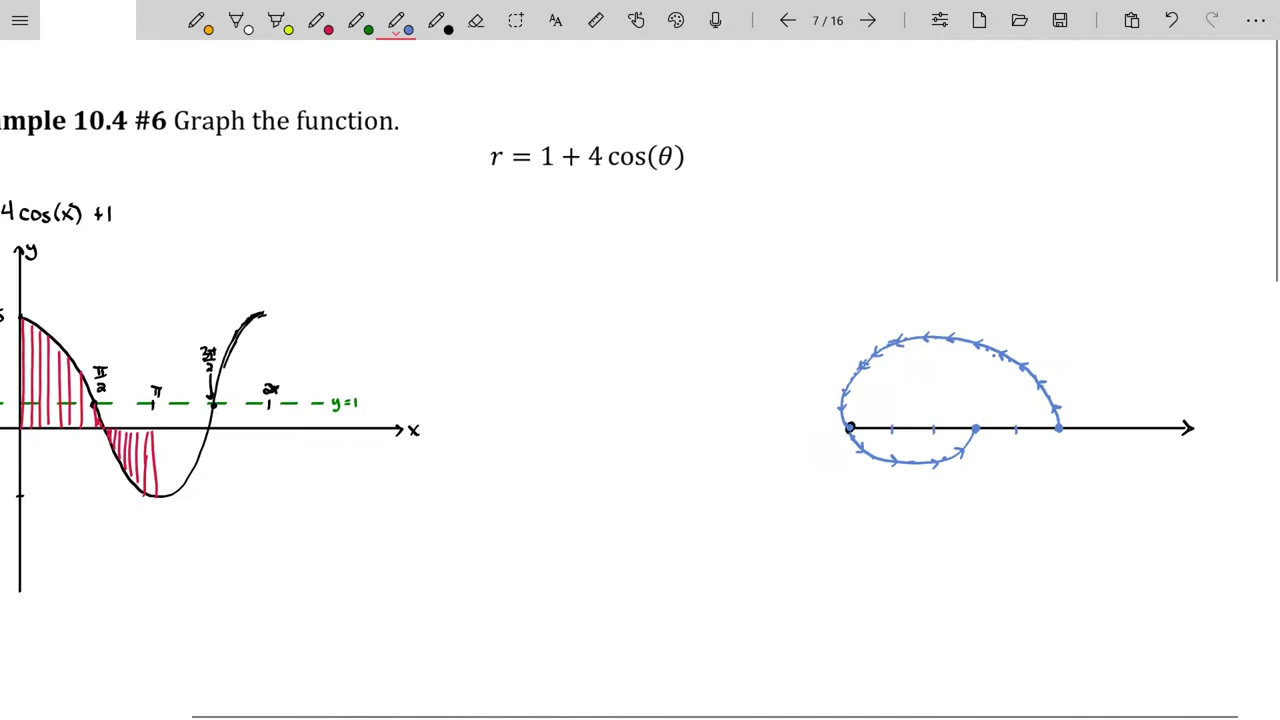 7 / 16
ample 10.4 #6 Graph the function.
r = 1 + 4 cos(θ)
4 cos(x) +1
y
π/2
3π/2
π
2π
y=1
x